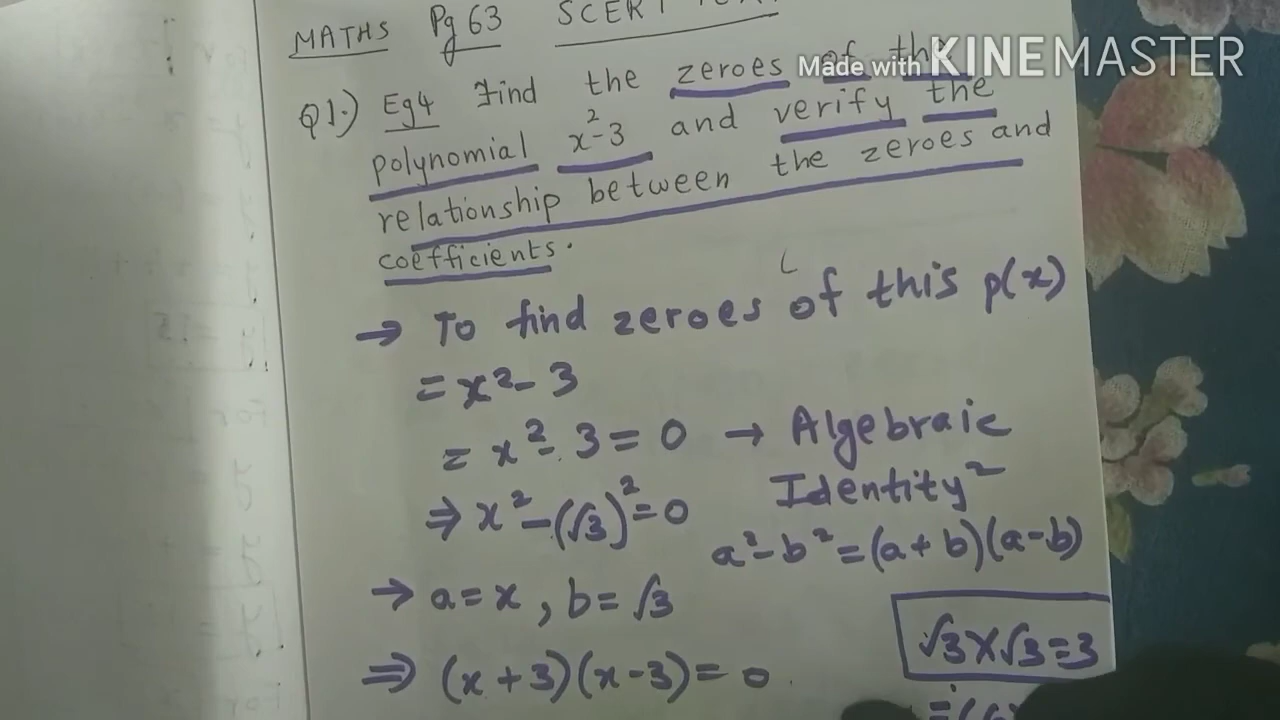 MATHS Pg 63 SCERT
Made with KINEMASTER
Q1.) Eg4 Find the zeroes of the
polynomial x²-3 and verify the
relationship between the zeroes and
coefficients.
→ To find zeroes of this p(x)
= x² - 3
= x² - 3 = 0 → Algebraic
Identity
⇒ x² - (√3)² = 0
a² - b² = (a + b)(a - b)
→ a = x , b = √3
√3 × √3 = 3
⇒ (x + 3)(x - 3) = 0